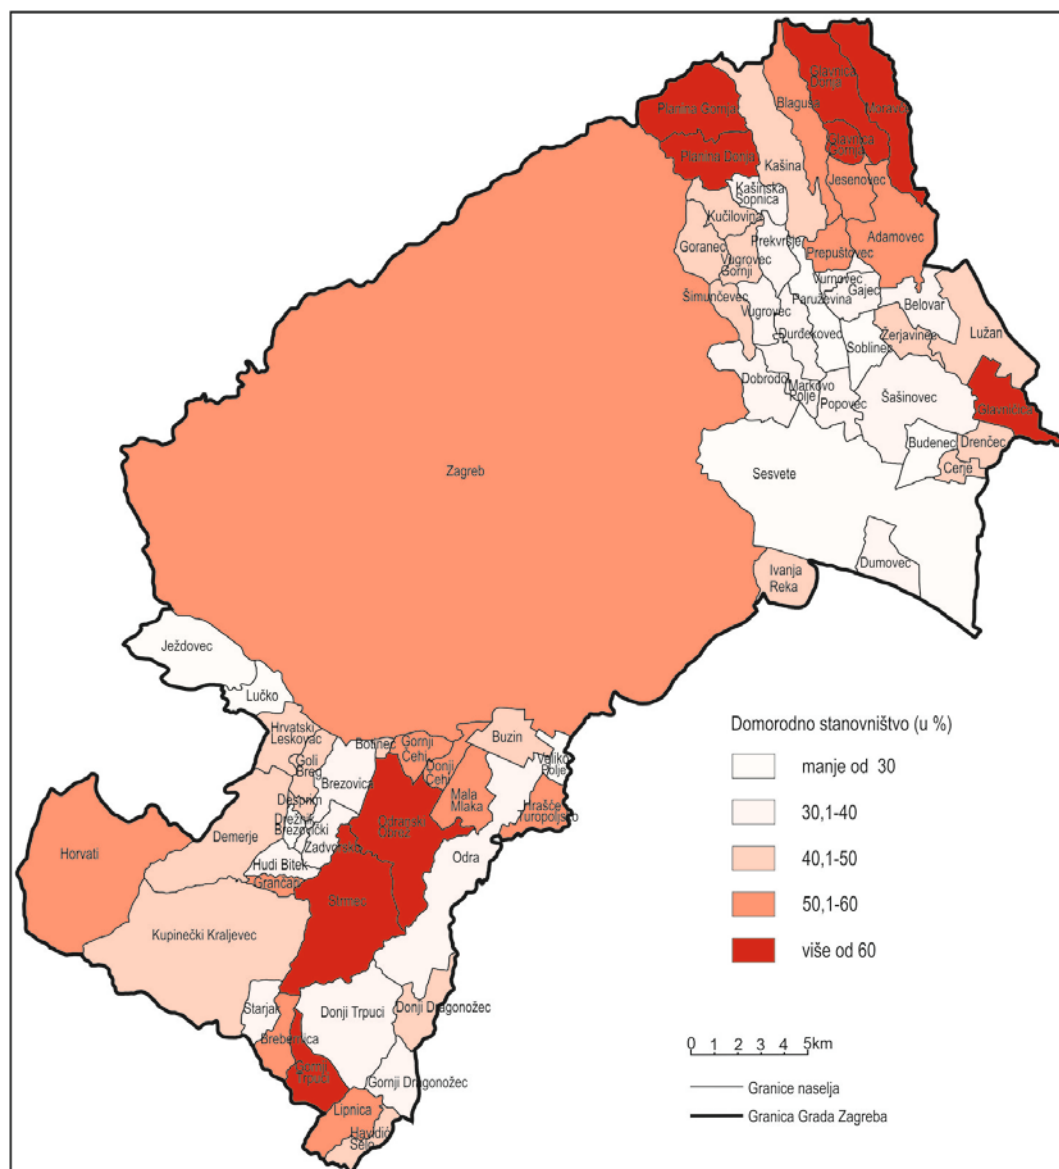 Glavnica
Donja
Moravče
Blaguša
Planina Gornja
Glavnica
Gornja
Planina Donja
Kašina
Jesenovec
Kašinska
Sopnica
Kučilovina
Adamovec
Goranec
Prekvršje
Prepuštovec
Vugrovec
Gornji
Vurnovec
Gajec
Šimunčevec
Paruževina
Belovar
Vugrovec
Lužan
Đurđekovec
Žerjavinec
Soblinec
Dobrodol
Markovo
Polje
Popovec
Šašinovec
Glavničica
Budenec
Drenčec
Cerje
Zagreb
Sesvete
Dumovec
Ivanja
Reka
Ježdovec
Lučko
Hrvatski
Leskovac
Botinec
Gornji
Čehi
Buzin
Goli
Breg
Brezovica
Donji
Čehi
Veliko
Polje
Desprim
Mala
Mlaka
Hrašće
Turopoljsko
Drežnik
Brezovički
Odranski
Obrež
Demerje
Zadvorsko
Horvati
Hudi Bitek
Odra
Grančari
Strmec
Kupinečki Kraljevec
Starjak
Donji Trpuci
Donji Dragonožec
Brebernica
Gornji
Trpuci
Gornji Dragonožec
Lipnica
Havidić
Selo
Domorodno stanovništvo (u %)
manje od 30
30,1-40
40,1-50
50,1-60
više od 60
0 1 2 3 4 5km
Granice naselja
Granica Grada Zagreba